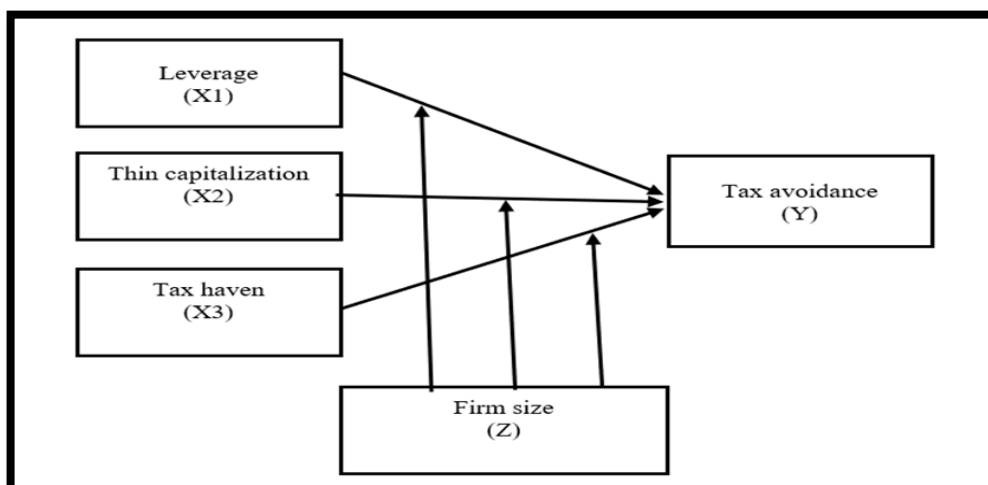 Leverage
(X1)
Thin capitalization
(X2)
Tax haven
(X3)
Tax avoidance
(Y)
Firm size
(Z)